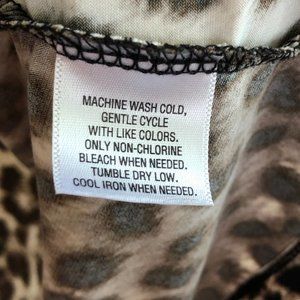 MACHINE WASH COLD,
GENTLE CYCLE
WITH LIKE COLORS.
ONLY NON-CHLORINE
BLEACH WHEN NEEDED.
TUMBLE DRY LOW.
COOL IRON WHEN NEEDED.